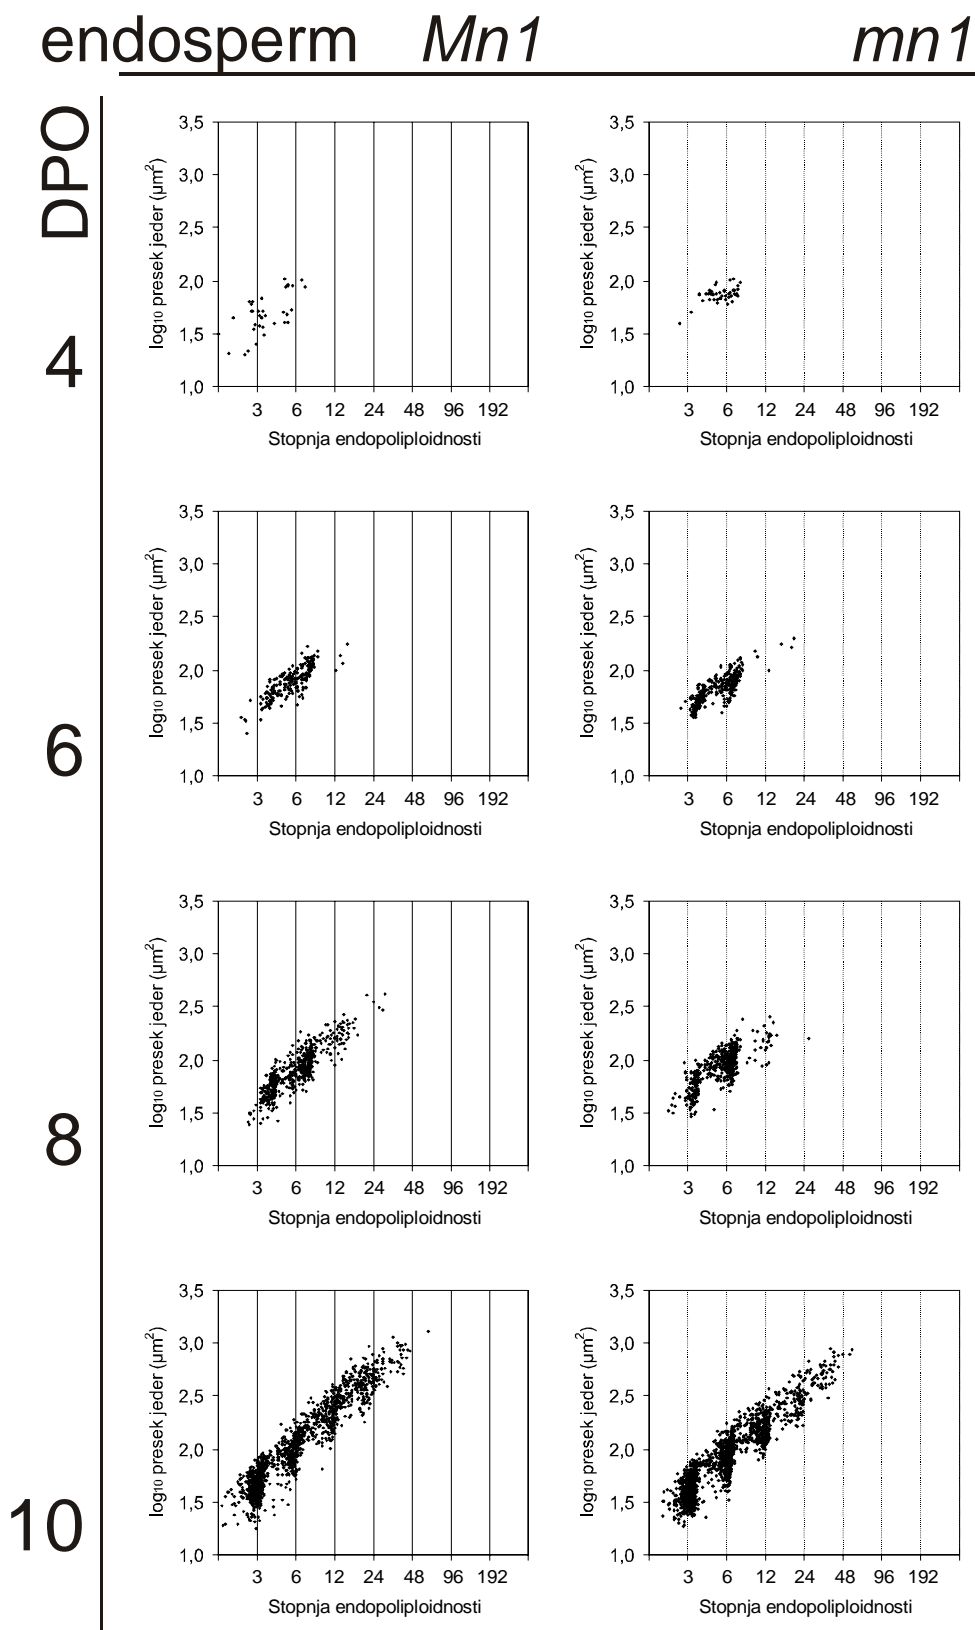 endosperm Mn1 mn1
DPO
4
log10 presek jeder (µm²)
3,5
3,0
2,5
2,0
1,5
1,0
3 6 12 24 48 96 192
Stopnja endopoliploidnosti
log10 presek jeder (µm²)
3,5
3,0
2,5
2,0
1,5
1,0
3 6 12 24 48 96 192
Stopnja endopoliploidnosti
6
log10 presek jeder (µm²)
3,5
3,0
2,5
2,0
1,5
1,0
3 6 12 24 48 96 192
Stopnja endopoliploidnosti
log10 presek jeder (µm²)
3,5
3,0
2,5
2,0
1,5
1,0
3 6 12 24 48 96 192
Stopnja endopoliploidnosti
8
log10 presek jeder (µm²)
3,5
3,0
2,5
2,0
1,5
1,0
3 6 12 24 48 96 192
Stopnja endopoliploidnosti
log10 presek jeder (µm²)
3,5
3,0
2,5
2,0
1,5
1,0
3 6 12 24 48 96 192
Stopnja endopoliploidnosti
10
log10 presek jeder (µm²)
3,5
3,0
2,5
2,0
1,5
1,0
3 6 12 24 48 96 192
Stopnja endopoliploidnosti
log10 presek jeder (µm²)
3,5
3,0
2,5
2,0
1,5
1,0
3 6 12 24 48 96 192
Stopnja endopoliploidnosti